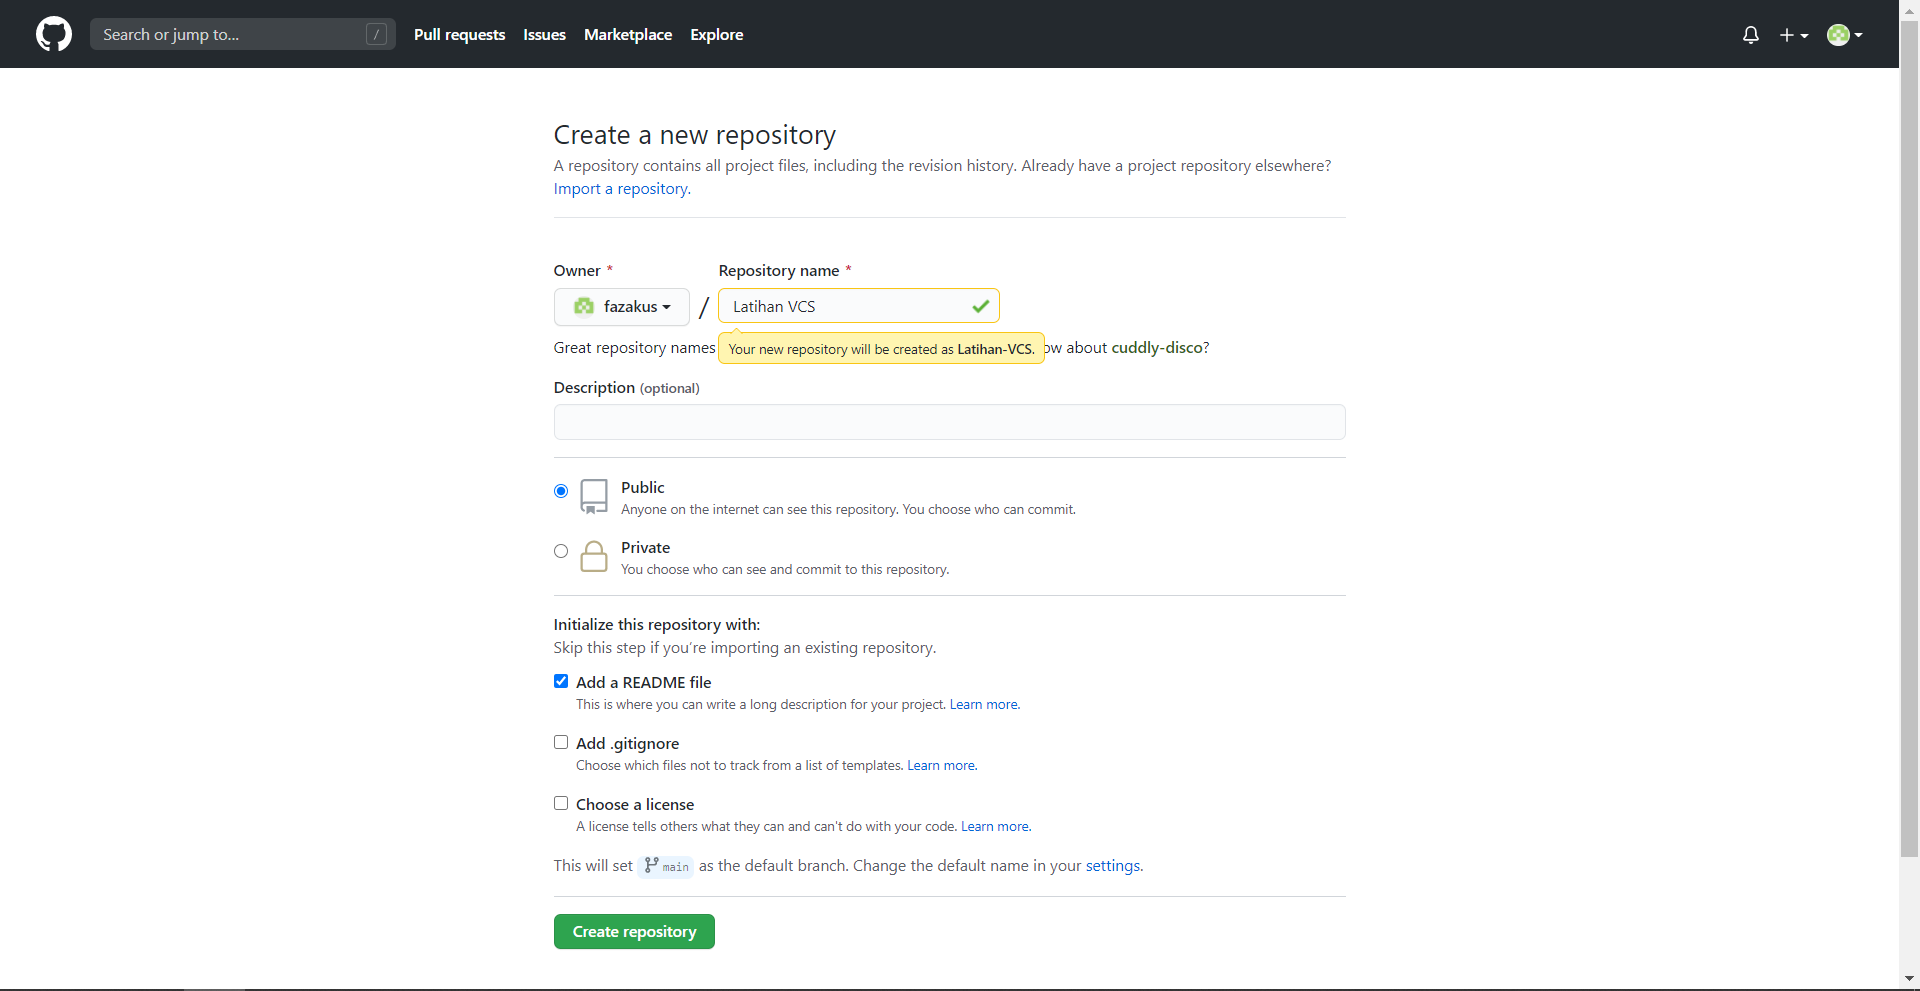 Search or jump to... /
Pull requests Issues Marketplace Explore
Create a new repository
A repository contains all project files, including the revision history. Already have a project repository elsewhere?
Import a repository.
Owner * Repository name *
fazakus / Latihan VCS
Great repository names about cuddly-disco?
Your new repository will be created as Latihan-VCS.
Description (optional)
Public
Anyone on the internet can see this repository. You choose who can commit.
Private
You choose who can see and commit to this repository.
Initialize this repository with:
Skip this step if you’re importing an existing repository.
Add a README file
This is where you can write a long description for your project. Learn more.
Add .gitignore
Choose which files not to track from a list of templates. Learn more.
Choose a license
A license tells others what they can and can't do with your code. Learn more.
This will set main as the default branch. Change the default name in your settings.
Create repository